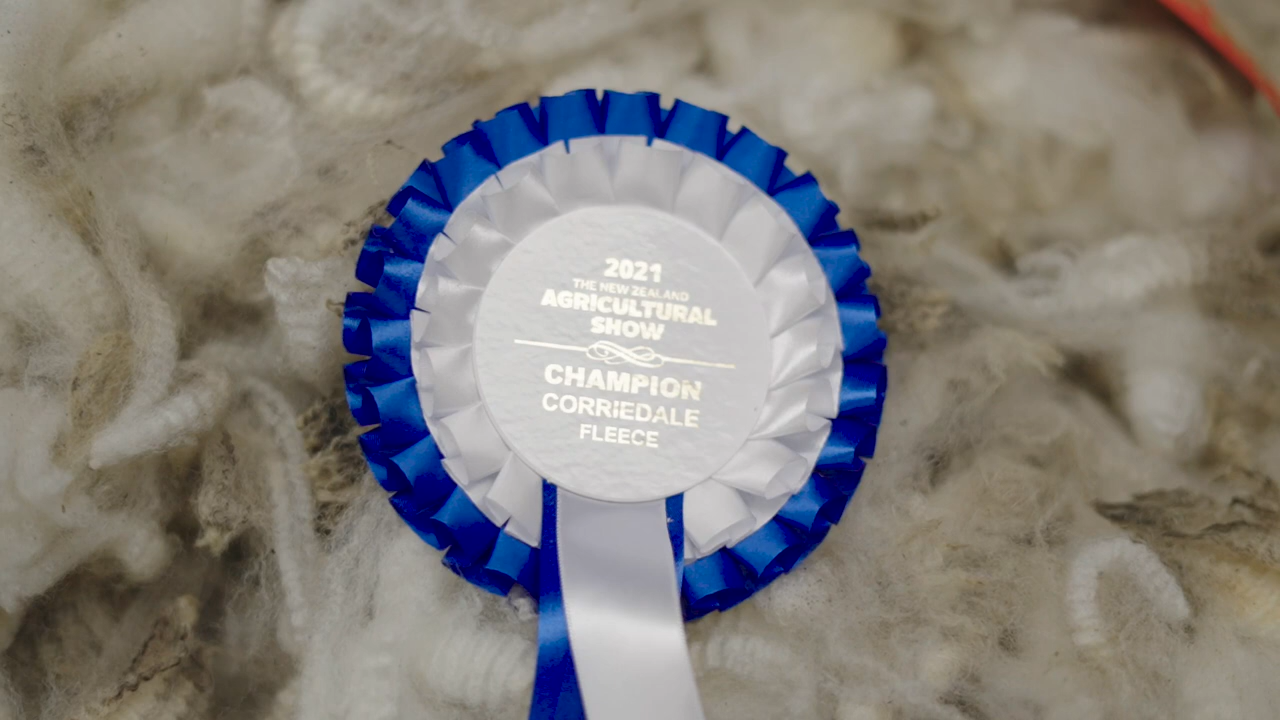 2021
THE NEW ZEALAND
AGRICULTURAL
SHOW
CHAMPION
CORRIEDALE
FLEECE